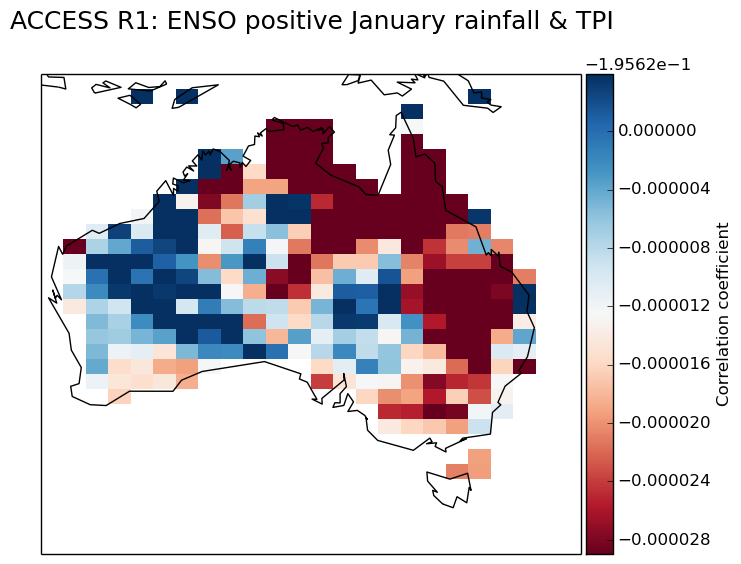 ACCESS R1: ENSO positive January rainfall & TPI
−1.9562e−1
0.000000
−0.000004
−0.000008
−0.000012
−0.000016
−0.000020
−0.000024
−0.000028
Correlation coefficient